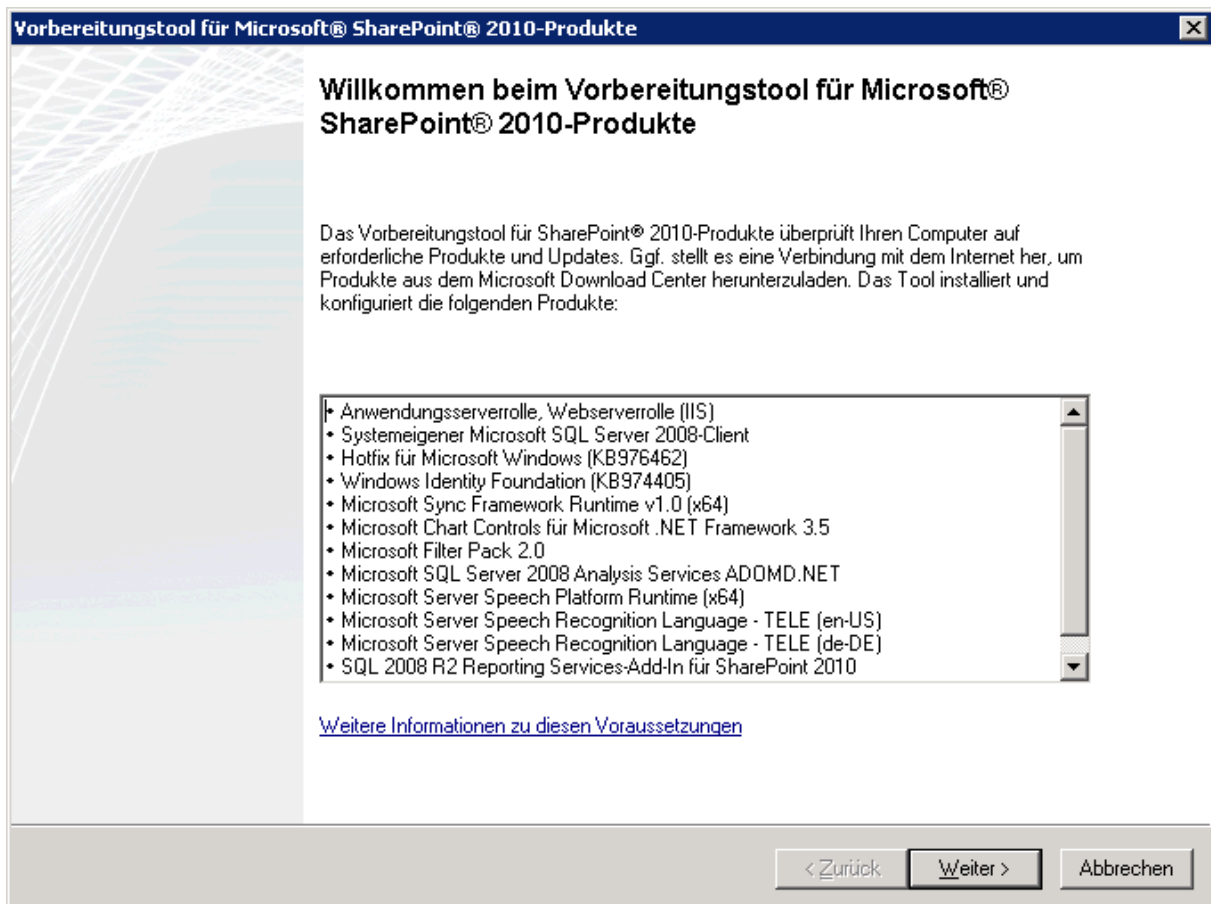 Vorbereitungstool für Microsoft® SharePoint® 2010-Produkte
Willkommen beim Vorbereitungstool für Microsoft®
SharePoint® 2010-Produkte
Das Vorbereitungstool für SharePoint® 2010-Produkte überprüft Ihren Computer auf
erforderliche Produkte und Updates. Ggf. stellt es eine Verbindung mit dem Internet her, um
Produkte aus dem Microsoft Download Center herunterzuladen. Das Tool installiert und
konfiguriert die folgenden Produkte:
• Anwendungsserverrolle, Webserverrolle (IIS)
• Systemeigener Microsoft SQL Server 2008-Client
• Hotfix für Microsoft Windows (KB976462)
• Windows Identity Foundation (KB974405)
• Microsoft Sync Framework Runtime v1.0 (x64)
• Microsoft Chart Controls für Microsoft .NET Framework 3.5
• Microsoft Filter Pack 2.0
• Microsoft SQL Server 2008 Analysis Services ADOMD.NET
• Microsoft Server Speech Platform Runtime (x64)
• Microsoft Server Speech Recognition Language - TELE (en-US)
• Microsoft Server Speech Recognition Language - TELE (de-DE)
• SQL 2008 R2 Reporting Services-Add-In für SharePoint 2010
Weitere Informationen zu diesen Voraussetzungen
< Zurück
Weiter >
Abbrechen